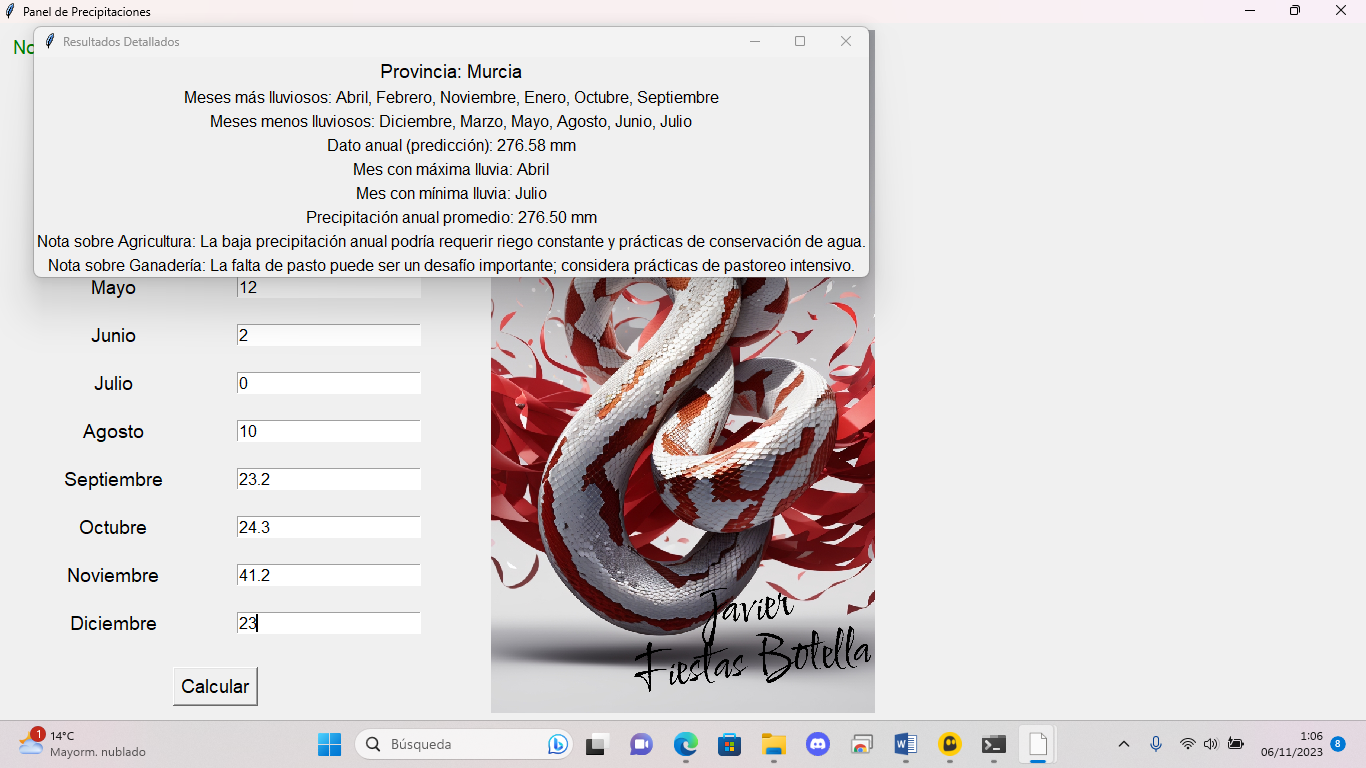 Panel de Precipitaciones
Resultados Detallados
Provincia: Murcia
Meses más lluviosos: Abril, Febrero, Noviembre, Enero, Octubre, Septiembre
Meses menos lluviosos: Diciembre, Marzo, Mayo, Agosto, Junio, Julio
Dato anual (predicción): 276.58 mm
Mes con máxima lluvia: Abril
Mes con mínima lluvia: Julio
Precipitación anual promedio: 276.50 mm
Nota sobre Agricultura: La baja precipitación anual podría requerir riego constante y prácticas de conservación de agua.
Nota sobre Ganadería: La falta de pasto puede ser un desafío importante; considera prácticas de pastoreo intensivo.
Mayo 12
Junio 2
Julio 0
Agosto 10
Septiembre 23.2
Octubre 24.3
Noviembre 41.2
Diciembre 23
Calcular
Javier
Fiestas Botella
1
14°C
Mayorm. nublado
Búsqueda
1:06
06/11/2023
8